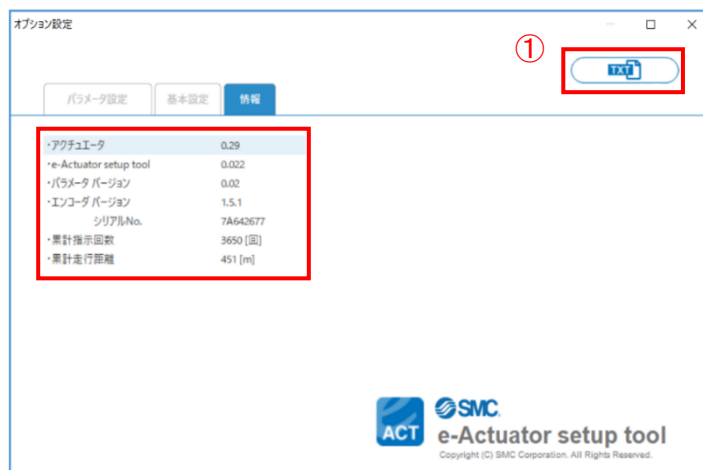 オプション設定
①
TXT
パラメータ設定 基本設定 情報
・アクチュエータ 0.29
・e-Actuator setup tool 0.022
・パラメータ バージョン 0.02
・エンコーダ バージョン 1.5.1
シリアルNo. 7A642677
・累計指示回数 3650 [回]
・累計走行距離 451 [m]
ACT
SMC.
e-Actuator setup tool
Copyright (C) SMC Corporation. All Rights Reserved.